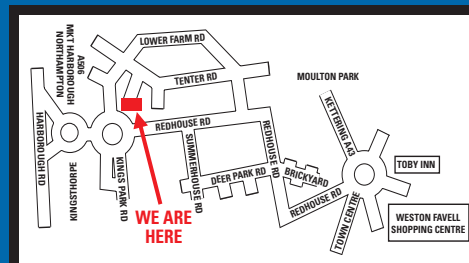 LOWER FARM RD
A506
MKT HARBOROUGH
NORTHAMPTON
TENTER RD
MOULTON PARK
HARBOROUGH RD
REDHOUSE RD
KETTERING A43
KINGSTHORPE
KINGS PARK RD
SUMMERHOUSE RD
REDHOUSE RD
TOBY INN
DEER PARK RD
BRICKYARD
WE ARE
HERE
REDHOUSE RD
TOWN CENTRE
WESTON FAVELL
SHOPPING CENTRE